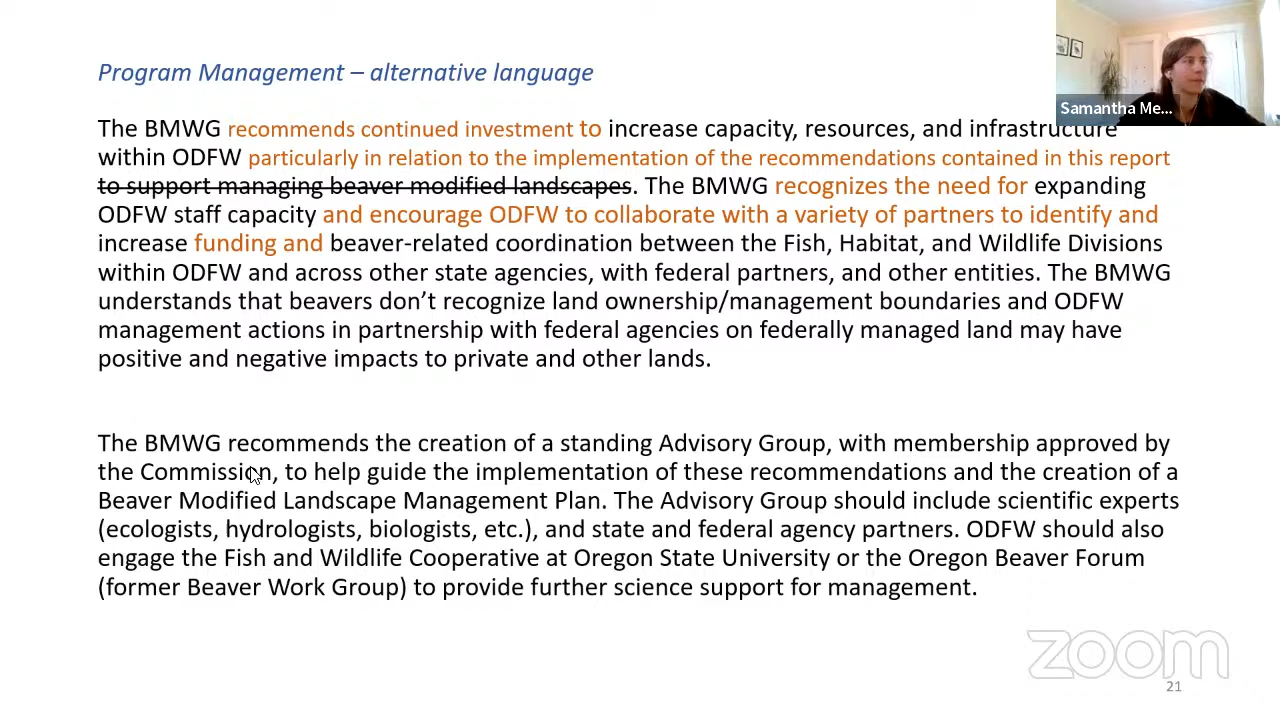 Program Management – alternative language
Samantha Me...
The BMWG recommends continued investment to increase capacity, resources, and infrastructure
within ODFW particularly in relation to the implementation of the recommendations contained in this report
to support managing beaver modified landscapes. The BMWG recognizes the need for expanding
ODFW staff capacity and encourage ODFW to collaborate with a variety of partners to identify and
increase funding and beaver-related coordination between the Fish, Habitat, and Wildlife Divisions
within ODFW and across other state agencies, with federal partners, and other entities. The BMWG
understands that beavers don’t recognize land ownership/management boundaries and ODFW
management actions in partnership with federal agencies on federally managed land may have
positive and negative impacts to private and other lands.
The BMWG recommends the creation of a standing Advisory Group, with membership approved by
the Commission, to help guide the implementation of these recommendations and the creation of a
Beaver Modified Landscape Management Plan. The Advisory Group should include scientific experts
(ecologists, hydrologists, biologists, etc.), and state and federal agency partners. ODFW should also
engage the Fish and Wildlife Cooperative at Oregon State University or the Oregon Beaver Forum
(former Beaver Work Group) to provide further science support for management.
zoom
21